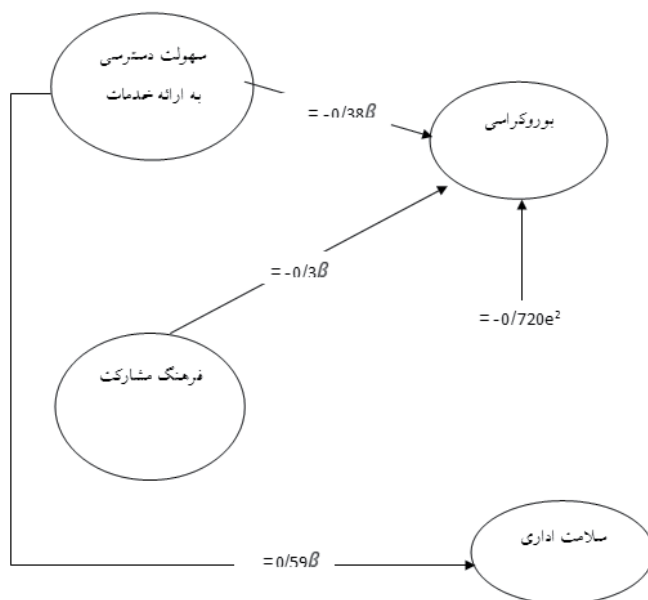 سهولت دسترسی
به ارائه خدمات
= -0/38β
بوروکراسی
= -0/3β
= -0/720e²
فرهنگ مشارکت
سلامت اداری
= 0/59β